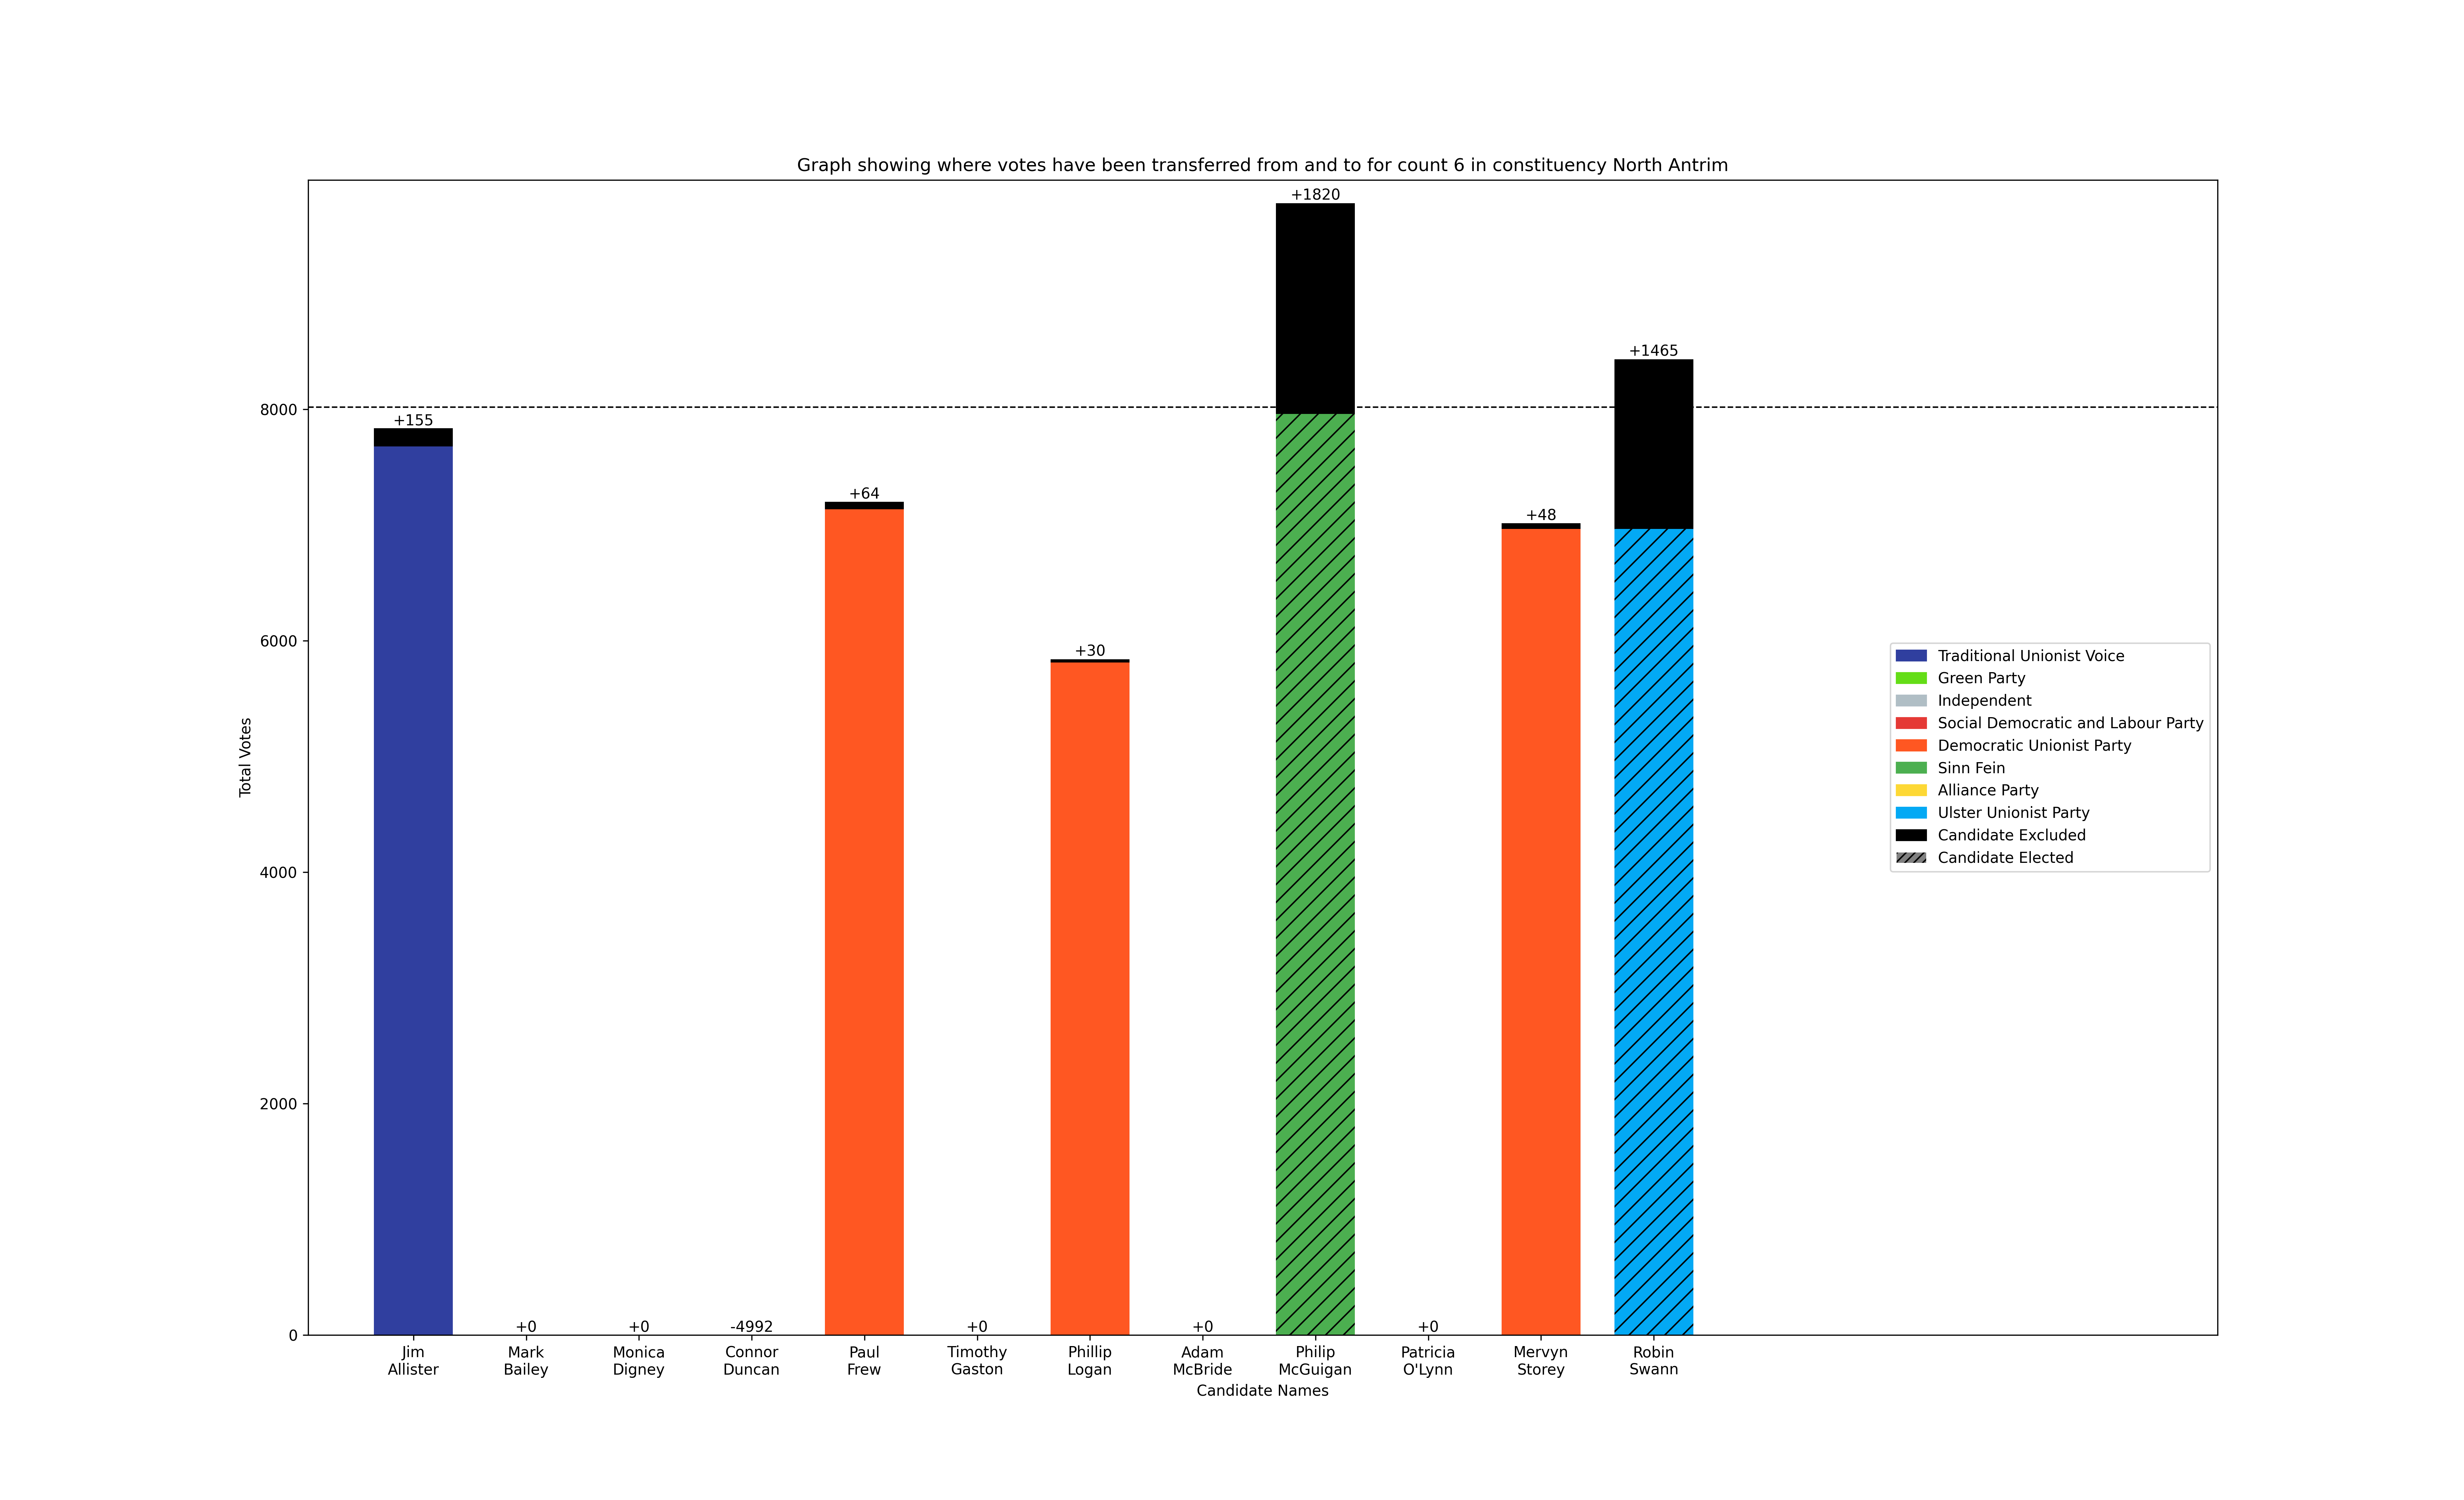 Graph showing where votes have been transferred from and to for count 6 in constituency North Antrim
+1820
+1465
+155
+64
+48
+30
+0
+0
-4992
+0
+0
+0
8000
6000
4000
2000
0
Total Votes
Jim
Allister
Mark
Bailey
Monica
Digney
Connor
Duncan
Paul
Frew
Timothy
Gaston
Phillip
Logan
Adam
McBride
Philip
McGuigan
Patricia
O'Lynn
Mervyn
Storey
Robin
Swann
Candidate Names
Traditional Unionist Voice
Green Party
Independent
Social Democratic and Labour Party
Democratic Unionist Party
Sinn Fein
Alliance Party
Ulster Unionist Party
Candidate Excluded
Candidate Elected